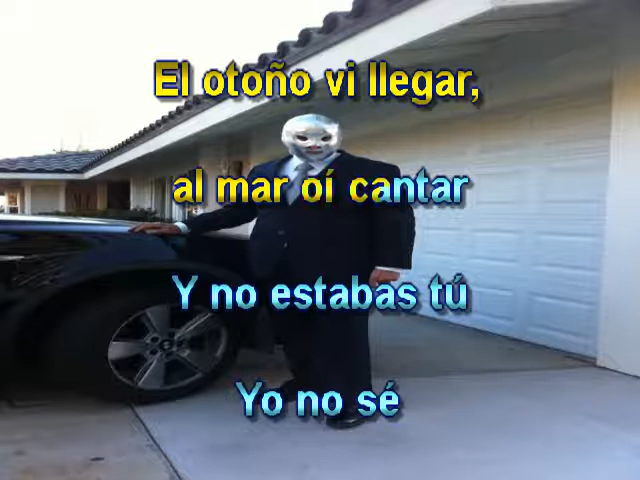 El otoño vi llegar,
al mar oí cantar
Y no estabas tú
Yo no sé